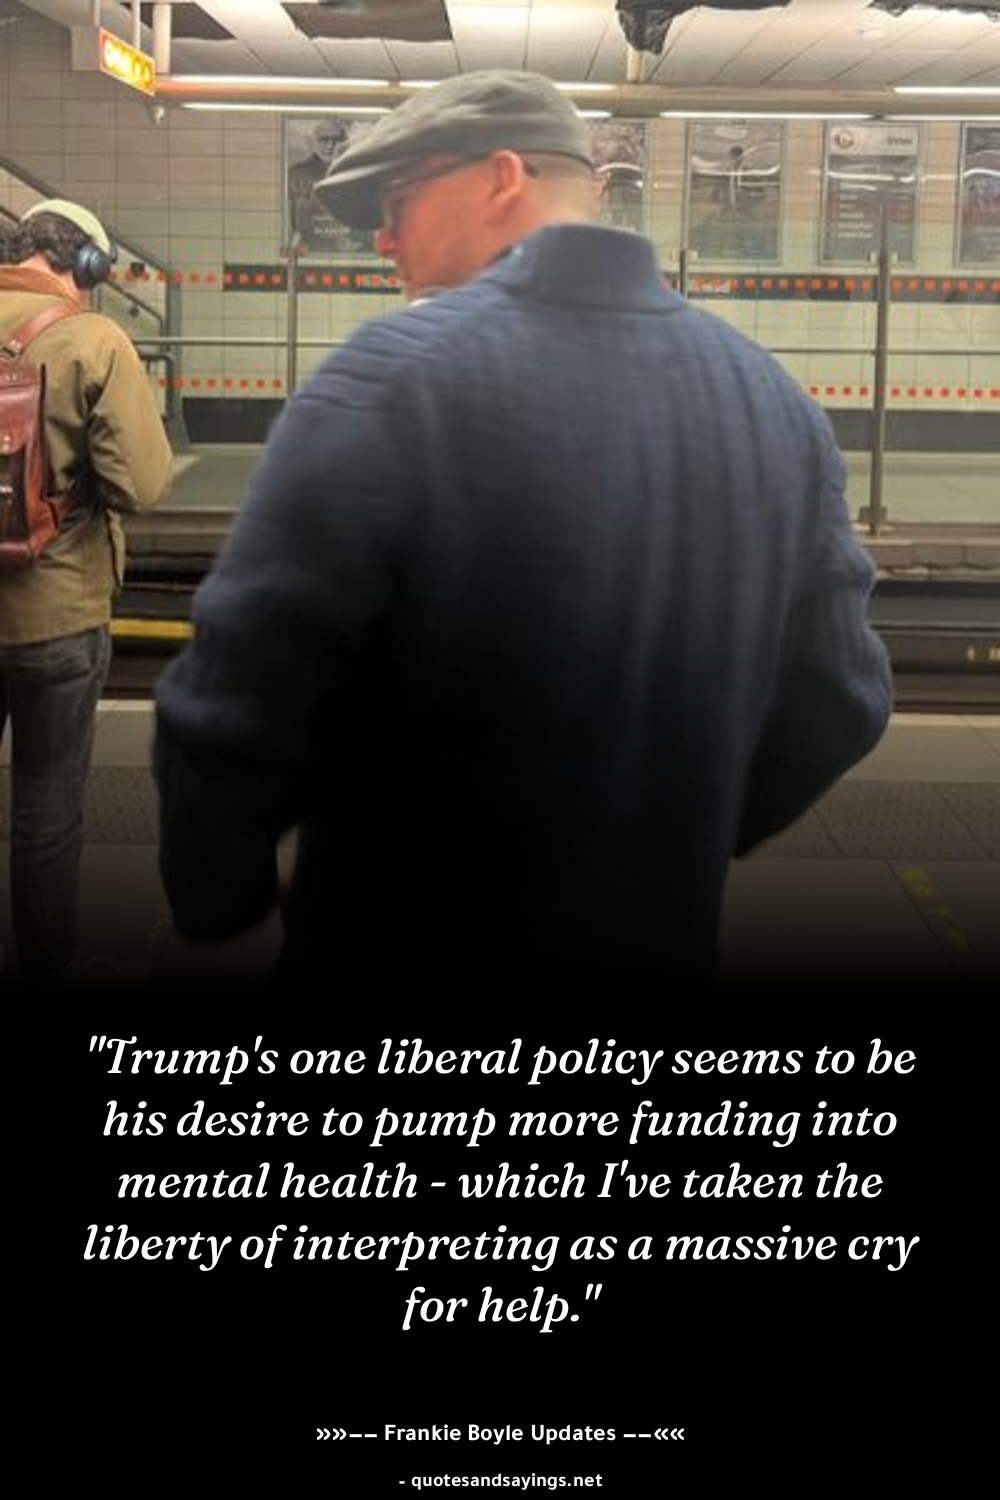 "Trump's one liberal policy seems to be
his desire to pump more funding into
mental health - which I've taken the
liberty of interpreting as a massive cry
for help."
»»−− Frankie Boyle Updates −−««
- quotesandsayings.net